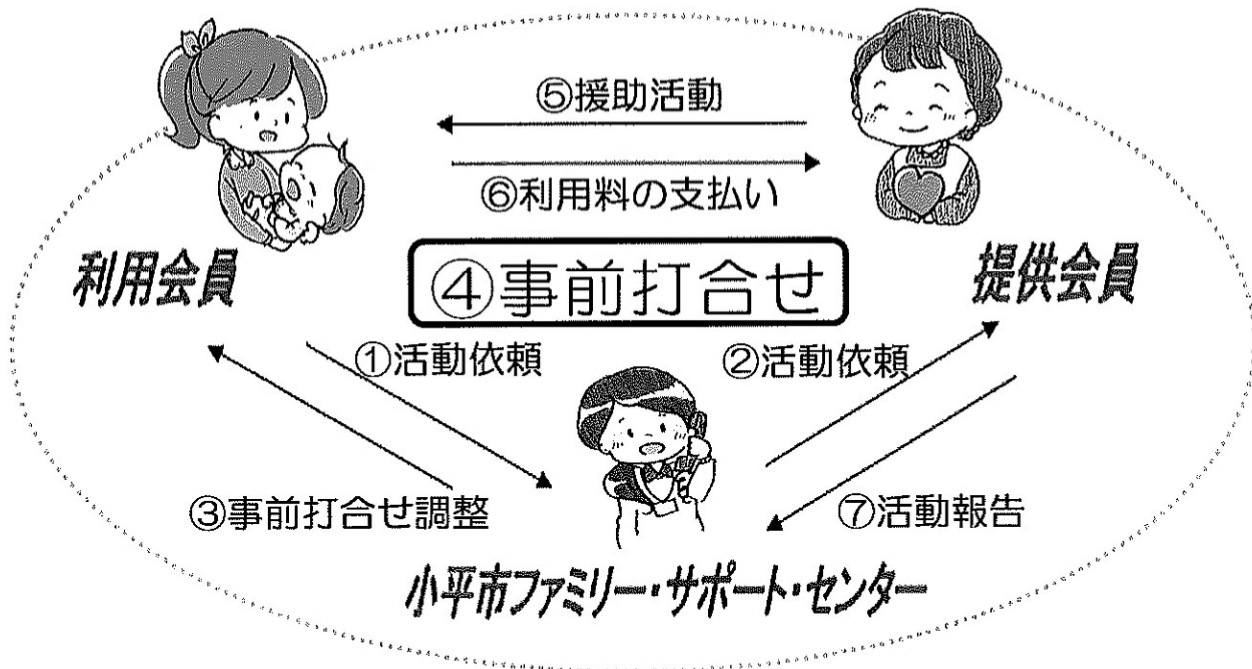 ⑤援助活動
⑥利用料の支払い
利用会員
④事前打合せ
提供会員
①活動依頼
②活動依頼
③事前打合せ調整
⑦活動報告
小平市ファミリー・サポート・センター